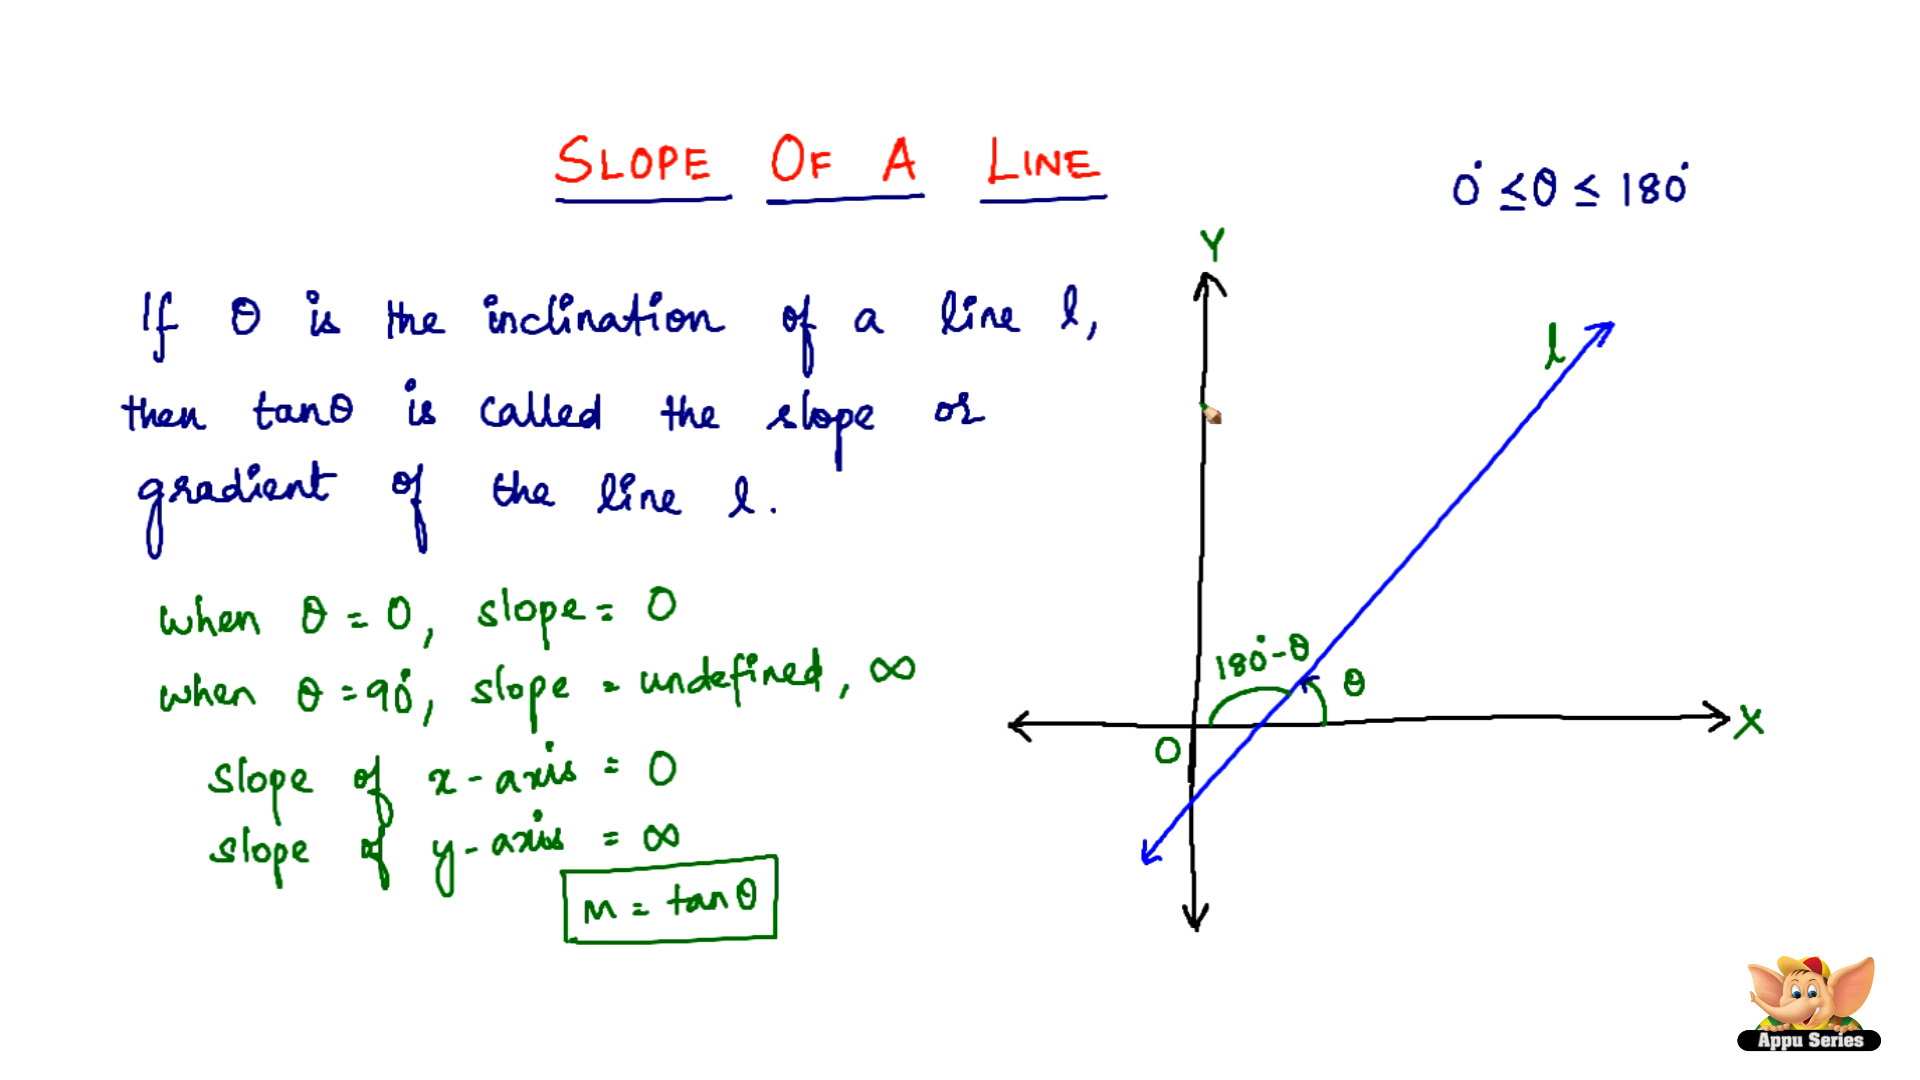 SLOPE OF A LINE
0° ≤ θ ≤ 180°
If θ is the inclination of a line l,
then tanθ is called the slope or
gradient of the line l.
when θ = 0, slope = 0
when θ = 90°, slope = undefined, ∞
slope of x-axis = 0
slope of y-axis = ∞
m = tanθ
Y
l
180°-θ
θ
O
X
Appu Series